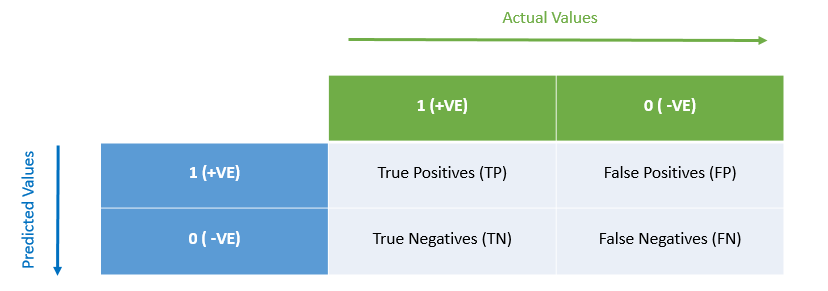 Actual Values
1 (+VE)
0 ( -VE)
Predicted Values
1 (+VE)
True Positives (TP)
False Positives (FP)
0 ( -VE)
True Negatives (TN)
False Negatives (FN)